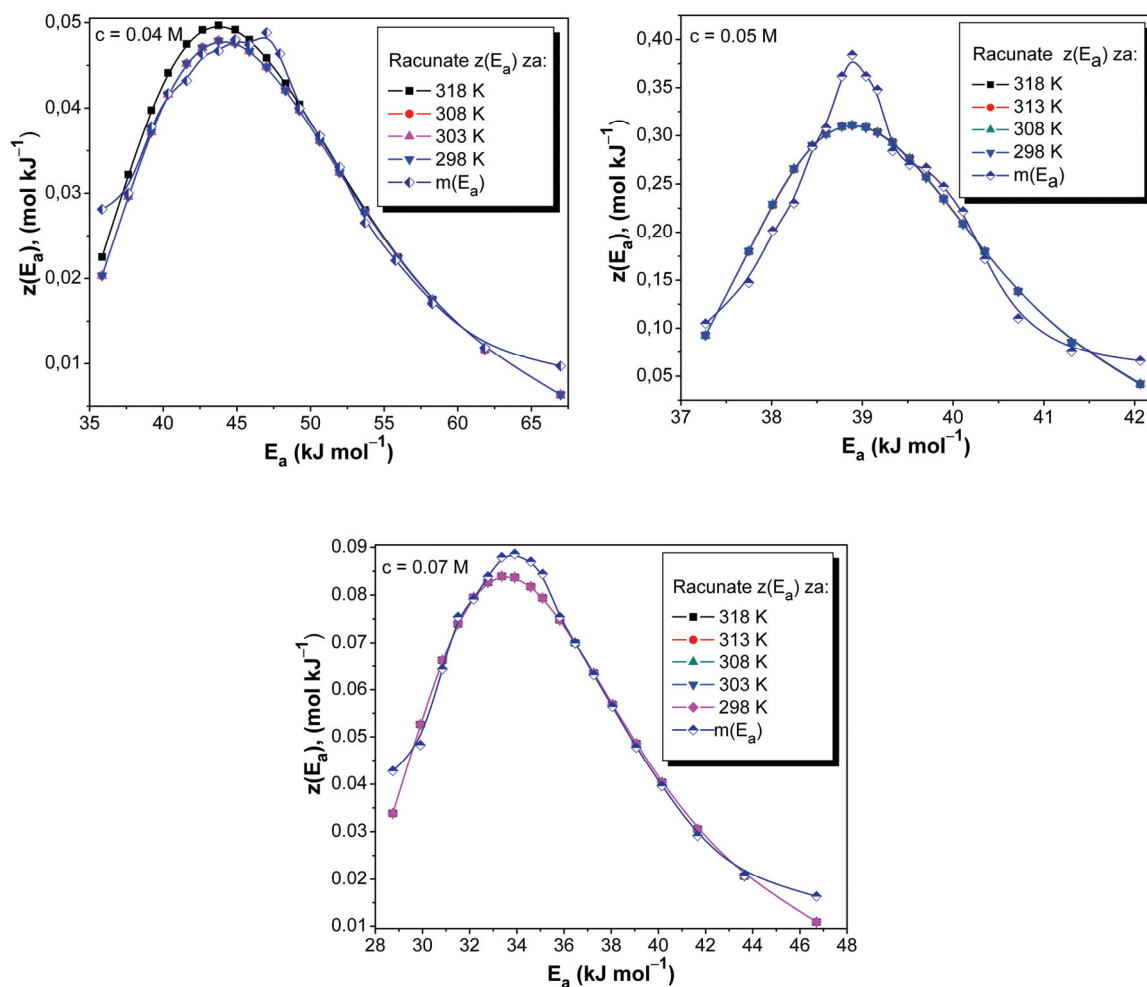 c = 0.04 M
Racunate z(Eₐ) za:
318 K
308 K
303 K
298 K
m(Eₐ)
0,05
0,04
0,03
0,02
0,01
z(Eₐ), (mol kJ⁻¹)
35 40 45 50 55 60 65
Eₐ (kJ mol⁻¹)
c = 0.05 M
Racunate z(Eₐ) za:
318 K
313 K
308 K
298 K
m(Eₐ)
0,40
0,35
0,30
0,25
0,20
0,15
0,10
0,05
z(Eₐ), (mol kJ⁻¹)
37 38 39 40 41 42
Eₐ (kJ mol⁻¹)
c = 0.07 M
Racunate z(Eₐ) za:
318 K
313 K
308 K
303 K
298 K
m(Eₐ)
0.09
0.08
0.07
0.06
0.05
0.04
0.03
0.02
0.01
z(Eₐ), (mol kJ⁻¹)
28 30 32 34 36 38 40 42 44 46 48
Eₐ (kJ mol⁻¹)